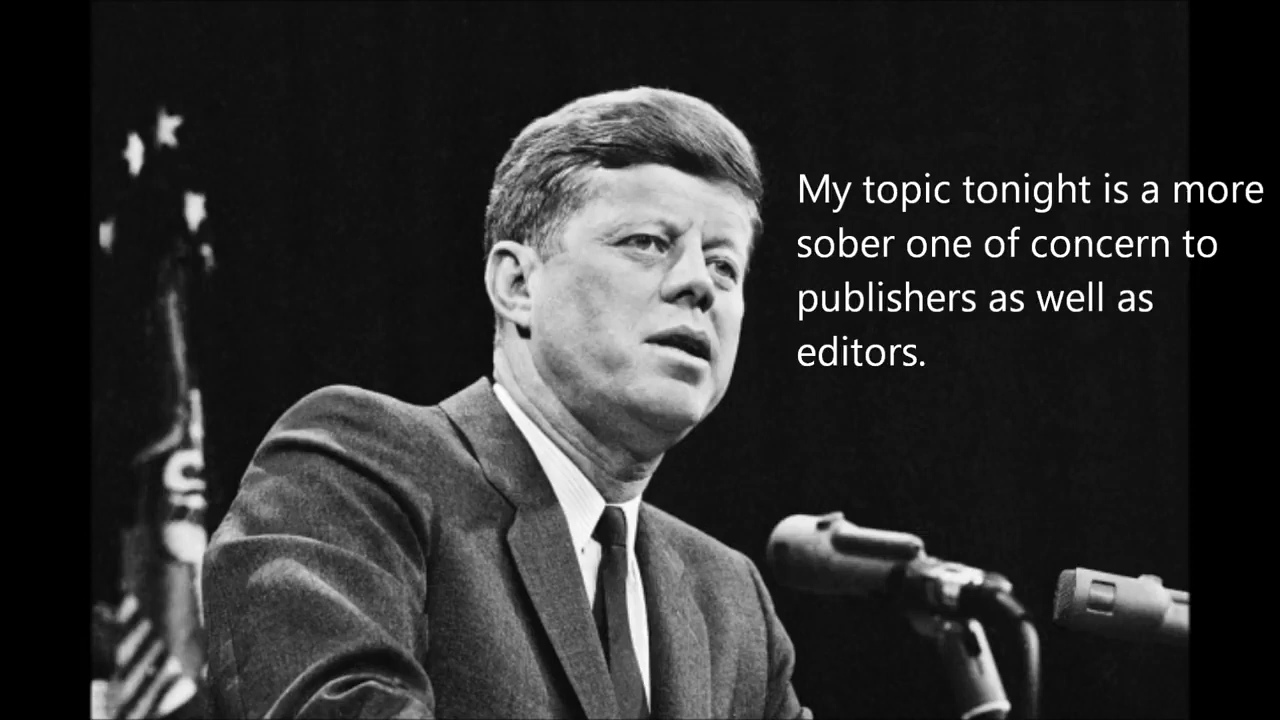 My topic tonight is a more
sober one of concern to
publishers as well as
editors.